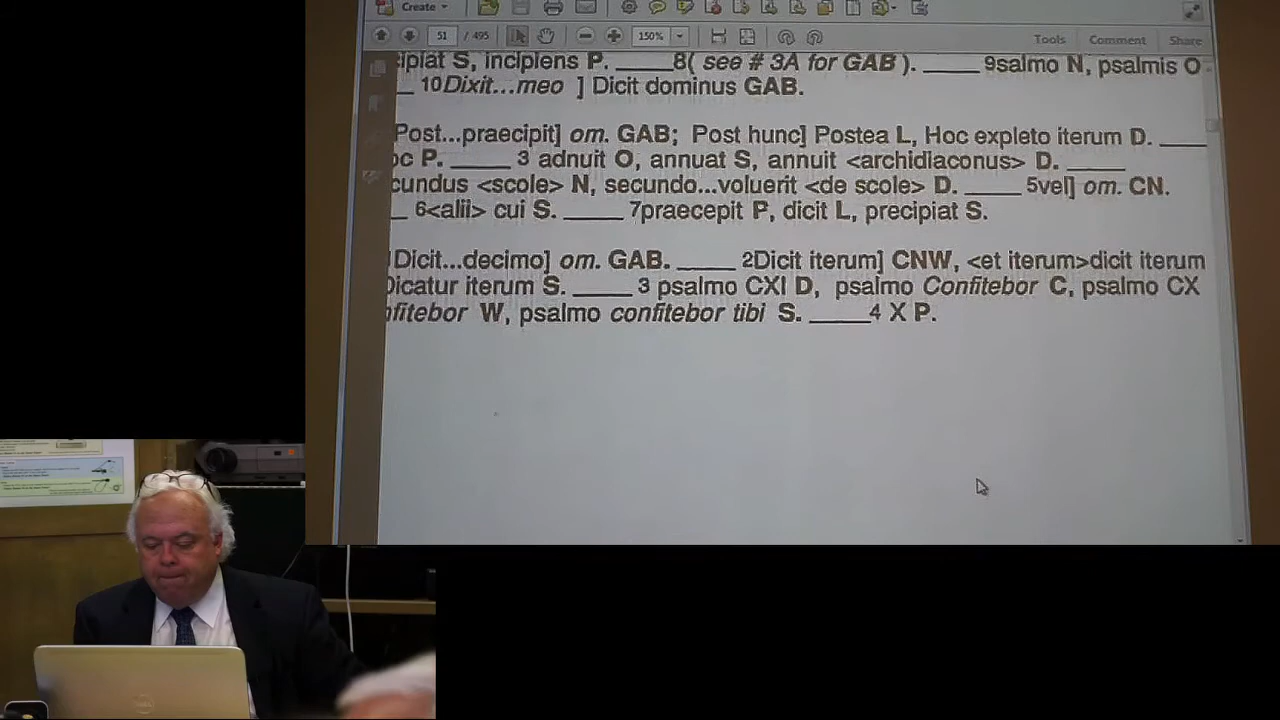 Create
51 / 495 150% Tools Comment Share
ipiat S, incipiens P. _____8( see # 3A for GAB ). _____ 9salmo N, psalmis O
_ 10Dixit...meo ] Dicit dominus GAB.
Post...praecipit] om. GAB; Post hunc] Postea L, Hoc expleto iterum D. ____
oc P. _____ 3 adnuit O, annuat S, annuit <archidiaconus> D. _____
cundus <scole> N, secundo...voluerit <de scole> D. _____ 5vel] om. CN.
_ 6<alii> cui S. _____ 7praecepit P, dicit L, precipiat S.
Dicit...decimo] om. GAB. _____ 2Dicit iterum] CNW, <et iterum>dicit iterum
Dicatur iterum S. _____ 3 psalmo CXI D, psalmo Confitebor C, psalmo CX
nfitebor W, psalmo confitebor tibi S. _____4 X P.